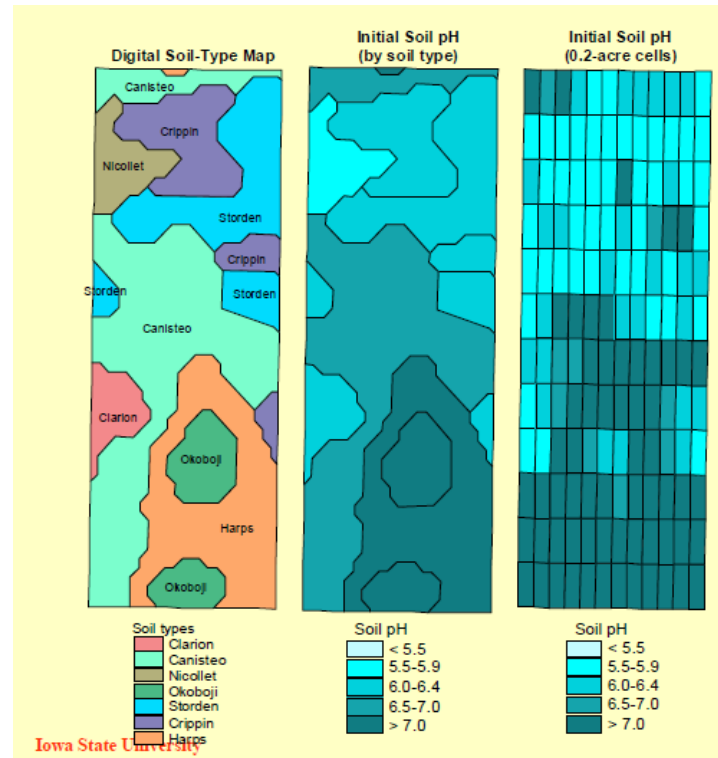 Digital Soil-Type Map
Initial Soil pH
(by soil type)
Initial Soil pH
(0.2-acre cells)
Canisteo
Crippin
Nicollet
Storden
Crippin
Storden
Storden
Canisteo
Clarion
Okoboji
Harps
Okoboji
Soil types
Clarion
Canisteo
Nicollet
Okoboji
Storden
Crippin
Harps
Soil pH
< 5.5
5.5-5.9
6.0-6.4
6.5-7.0
> 7.0
Soil pH
< 5.5
5.5-5.9
6.0-6.4
6.5-7.0
> 7.0
Iowa State University